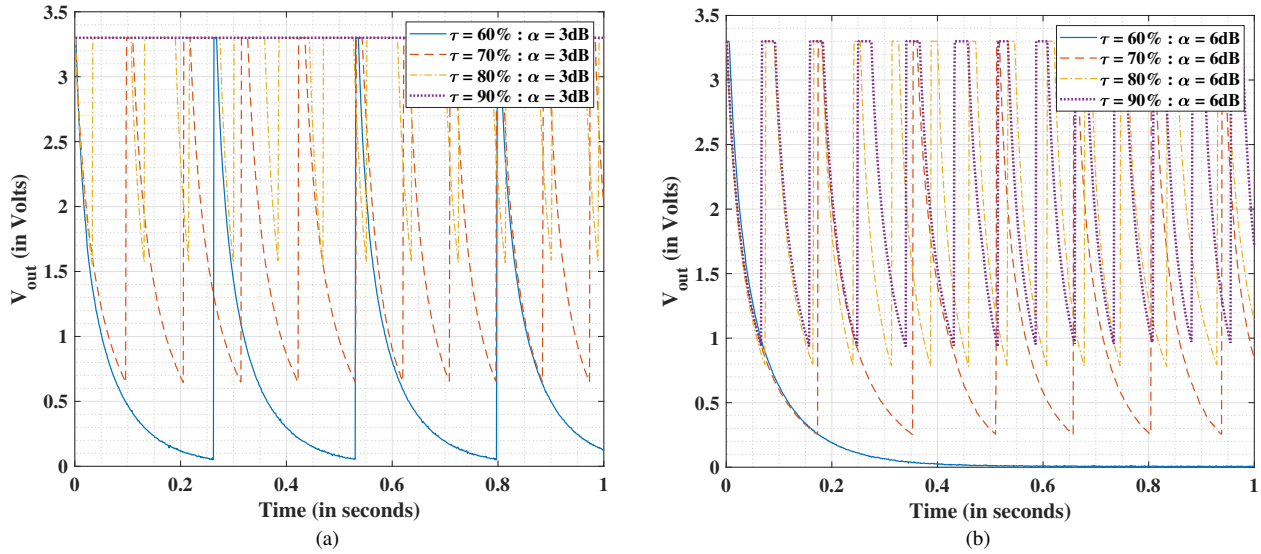 3.5
3
2.5
2
1.5
1
0.5
0
V_out (in Volts)
0 0.2 0.4 0.6 0.8 1
Time (in seconds)
τ = 60% : α = 3dB
τ = 70% : α = 3dB
τ = 80% : α = 3dB
τ = 90% : α = 3dB
(a)
3.5
3
2.5
2
1.5
1
0.5
0
V_out (in Volts)
0 0.2 0.4 0.6 0.8 1
Time (in seconds)
τ = 60% : α = 6dB
τ = 70% : α = 6dB
τ = 80% : α = 6dB
τ = 90% : α = 6dB
(b)